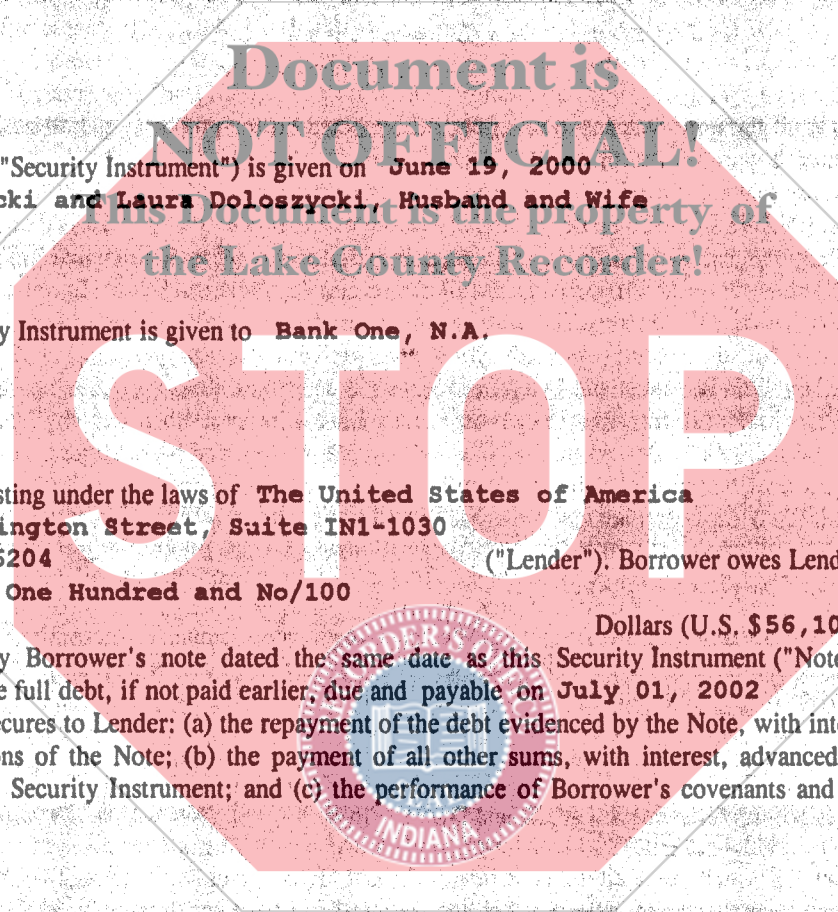 Document is
NOT OFFICIAL!
"Security Instrument") is given on June 19, 2000
cki and Laura Doloszycki, Husband and Wife
This Document is the property of
the Lake County Recorder!
y Instrument is given to Bank One, N.A.
STOP
sting under the laws of The United States of America
ington Street, Suite IN1-1030
6204 ("Lender"). Borrower owes Lend
One Hundred and No/100
Dollars (U.S. $56,10
y Borrower's note dated the same date as this Security Instrument ("Note
e full debt, if not paid earlier, due and payable on July 01, 2002
ecures to Lender: (a) the repayment of the debt evidenced by the Note, with inte
ons of the Note; (b) the payment of all other sums, with interest, advanced
Security Instrument; and (c) the performance of Borrower's covenants and
RECORDER'S OFFICE
INDIANA